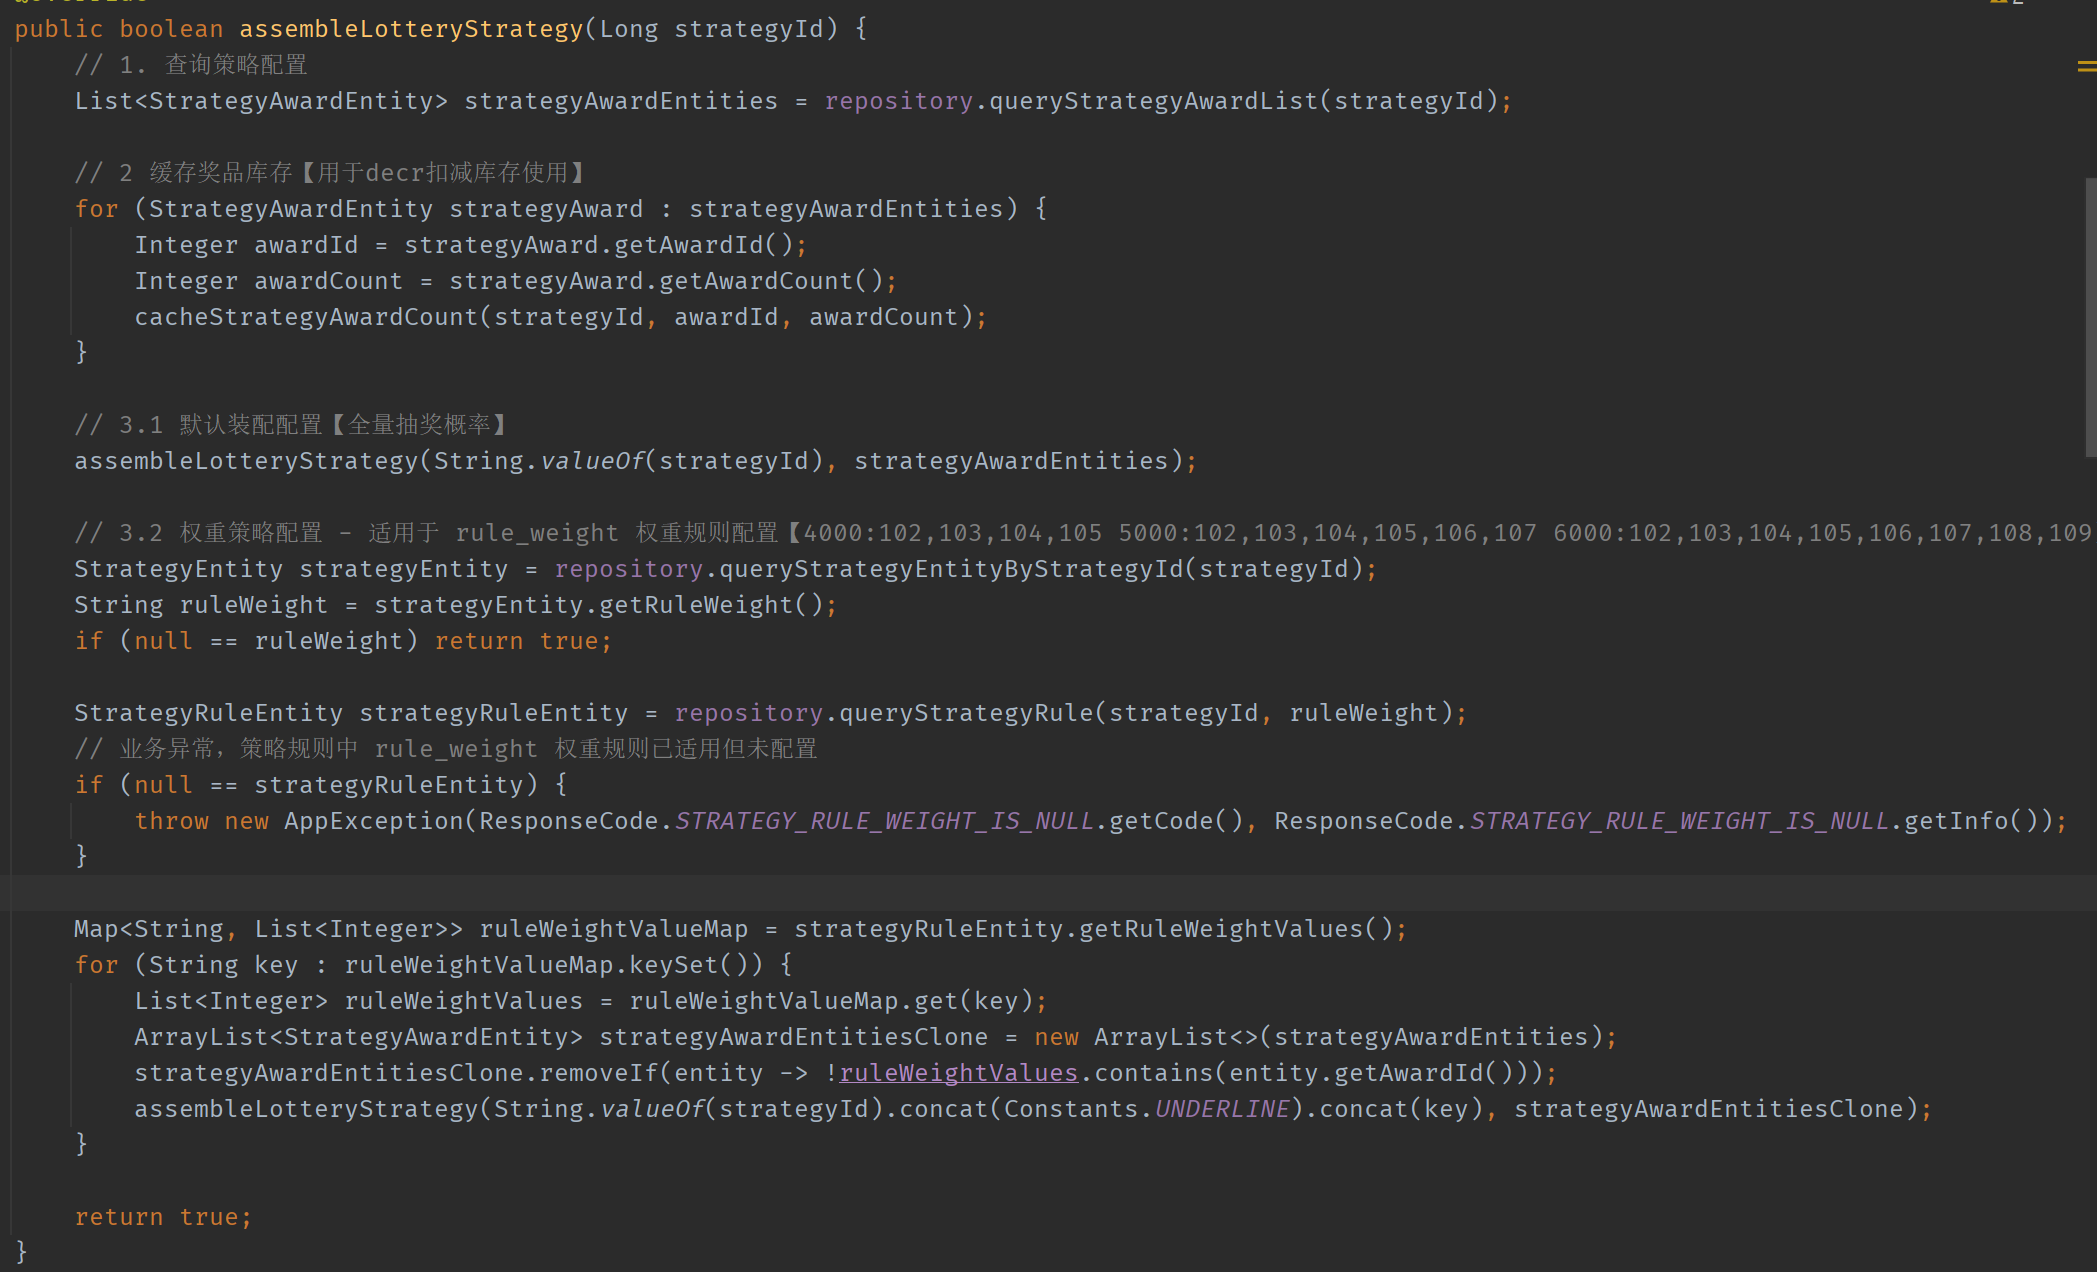 public boolean assembleLotteryStrategy(Long strategyId) {
// 1. 查询策略配置
List<StrategyAwardEntity> strategyAwardEntities = repository.queryStrategyAwardList(strategyId);
// 2 缓存奖品库存【用于decr扣减库存使用】
for (StrategyAwardEntity strategyAward : strategyAwardEntities) {
Integer awardId = strategyAward.getAwardId();
Integer awardCount = strategyAward.getAwardCount();
cacheStrategyAwardCount(strategyId, awardId, awardCount);
}
// 3.1 默认装配配置【全量抽奖概率】
assembleLotteryStrategy(String.valueOf(strategyId), strategyAwardEntities);
// 3.2 权重策略配置 - 适用于 rule_weight 权重规则配置【4000:102,103,104,105 5000:102,103,104,105,106,107 6000:102,103,104,105,106,107,108,109
StrategyEntity strategyEntity = repository.queryStrategyEntityByStrategyId(strategyId);
String ruleWeight = strategyEntity.getRuleWeight();
if (null == ruleWeight) return true;
StrategyRuleEntity strategyRuleEntity = repository.queryStrategyRule(strategyId, ruleWeight);
// 业务异常，策略规则中 rule_weight 权重规则已适用但未配置
if (null == strategyRuleEntity) {
throw new AppException(ResponseCode.STRATEGY_RULE_WEIGHT_IS_NULL.getCode(), ResponseCode.STRATEGY_RULE_WEIGHT_IS_NULL.getInfo());
}
Map<String, List<Integer>> ruleWeightValueMap = strategyRuleEntity.getRuleWeightValues();
for (String key : ruleWeightValueMap.keySet()) {
List<Integer> ruleWeightValues = ruleWeightValueMap.get(key);
ArrayList<StrategyAwardEntity> strategyAwardEntitiesClone = new ArrayList<>(strategyAwardEntities);
strategyAwardEntitiesClone.removeIf(entity -> !ruleWeightValues.contains(entity.getAwardId()));
assembleLotteryStrategy(String.valueOf(strategyId).concat(Constants.UNDERLINE).concat(key), strategyAwardEntitiesClone);
}
return true;
}